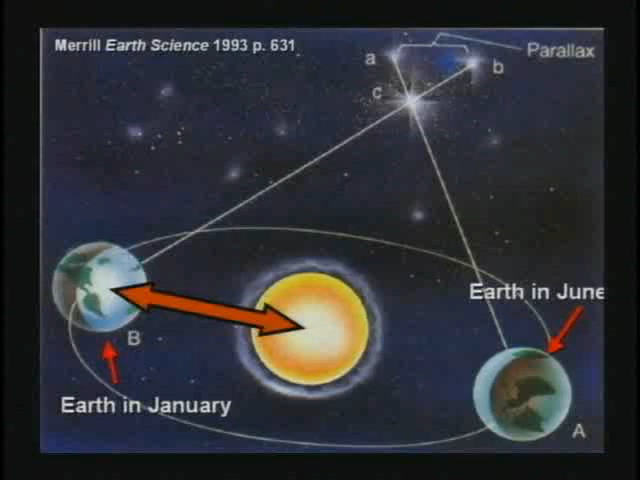 Merrill Earth Science 1993 p. 631
Parallax
a
b
c
Earth in June
B
Earth in January
A